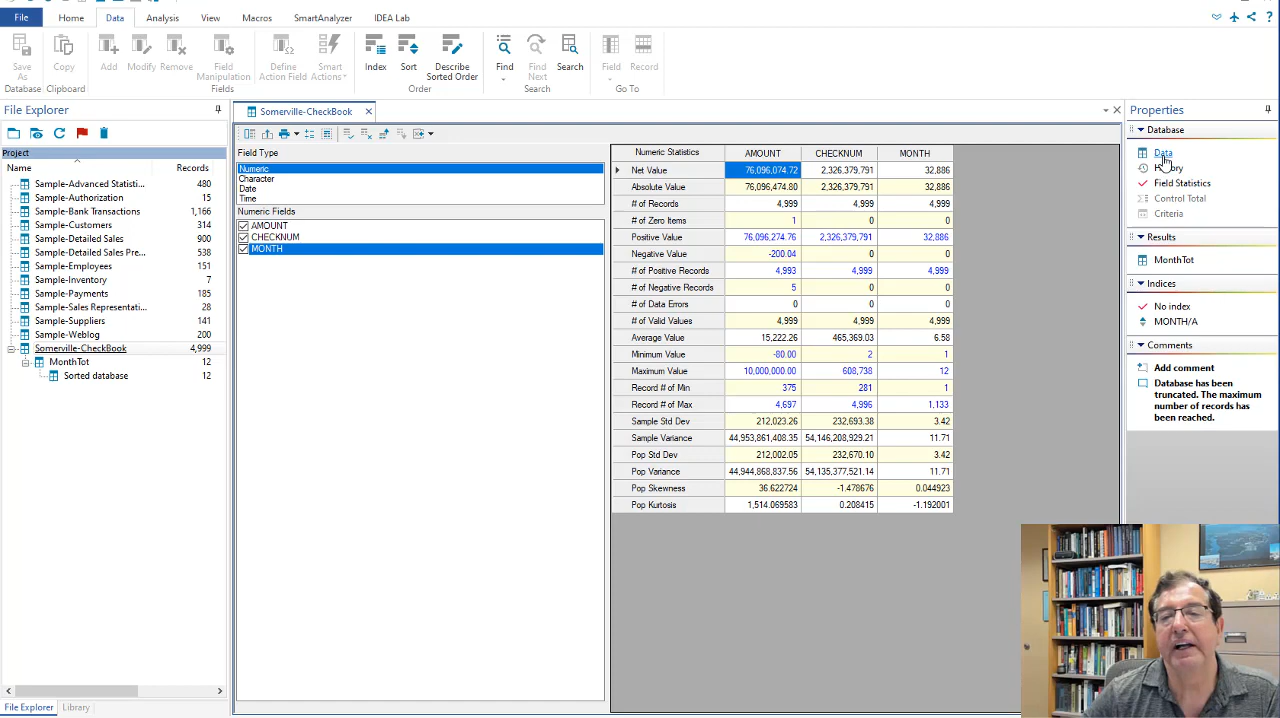 File Home Data Analysis View Macros SmartAnalyzer IDEA Lab
Save As Copy Add Modify Remove Field Manipulation Define Action Field Smart Actions Index Sort Describe Sorted Order Find Find Next Search Field Record
Database Clipboard Fields Order Search Go To
File Explorer
Project
Name Records
Sample-Advanced Statisti... 480
Sample-Authorization 15
Sample-Bank Transactions 1,166
Sample-Customers 314
Sample-Detailed Sales 900
Sample-Detailed Sales Pre... 538
Sample-Employees 151
Sample-Inventory 7
Sample-Payments 185
Sample-Sales Representati... 28
Sample-Suppliers 141
Sample-Weblog 200
Somerville-CheckBook 4,999
MonthTot 12
Sorted database 12
File Explorer Library
Somerville-CheckBook
Field Type
Numeric
Character
Date
Time
Numeric Fields
AMOUNT
CHECKNUM
MONTH
Numeric Statistics AMOUNT CHECKNUM MONTH
Net Value 76,096,074.72 2,326,379,791 32,886
Absolute Value 76,096,474.80 2,326,379,791 32,886
# of Records 4,999 4,999 4,999
# of Zero Items 1 0 0
Positive Value 76,096,274.76 2,326,379,791 32,886
Negative Value -200.04 0 0
# of Positive Records 4,993 4,999 4,999
# of Negative Records 5 0 0
# of Data Errors 0 0 0
# of Valid Values 4,999 4,999 4,999
Average Value 15,222.26 465,369.03 6.58
Minimum Value -80.00 2 1
Maximum Value 10,000,000.00 608,738 12
Record # of Min 375 281 1
Record # of Max 4,697 4,996 1,133
Sample Std Dev 212,023.26 232,693.38 3.42
Sample Variance 44,953,861,408.35 54,146,208,929.21 11.71
Pop Std Dev 212,002.05 232,670.10 3.42
Pop Variance 44,944,868,837.56 54,135,377,521.14 11.71
Pop Skewness 36.622724 -1.478676 0.044923
Pop Kurtosis 1,514.069583 0.208415 -1.192001
Properties
Database
Data
History
Field Statistics
Control Total
Criteria
Results
MonthTot
Indices
No index
MONTH/A
Comments
Add comment
Database has been
truncated. The maximum
number of records has
been reached.